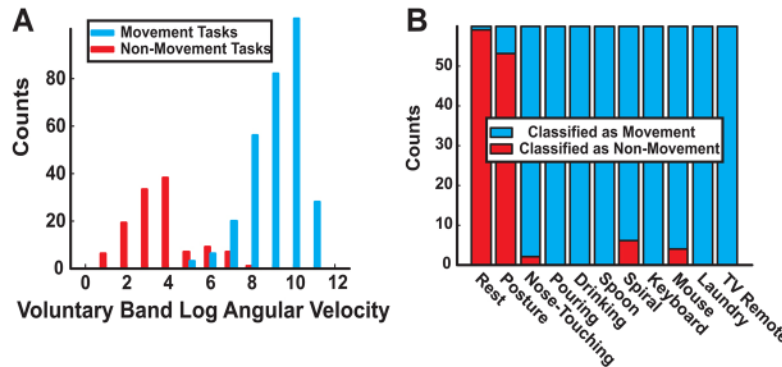 A
Movement Tasks
Non-Movement Tasks
Counts
80
60
40
20
0
0 2 4 6 8 10 12
Voluntary Band Log Angular Velocity
B
Counts
50
40
30
20
10
0
Classified as Movement
Classified as Non-Movement
Rest
Posture
Nose-Touching
Pouring
Drinking
Spoon
Spiral
Keyboard
Mouse
Laundry
TV Remote